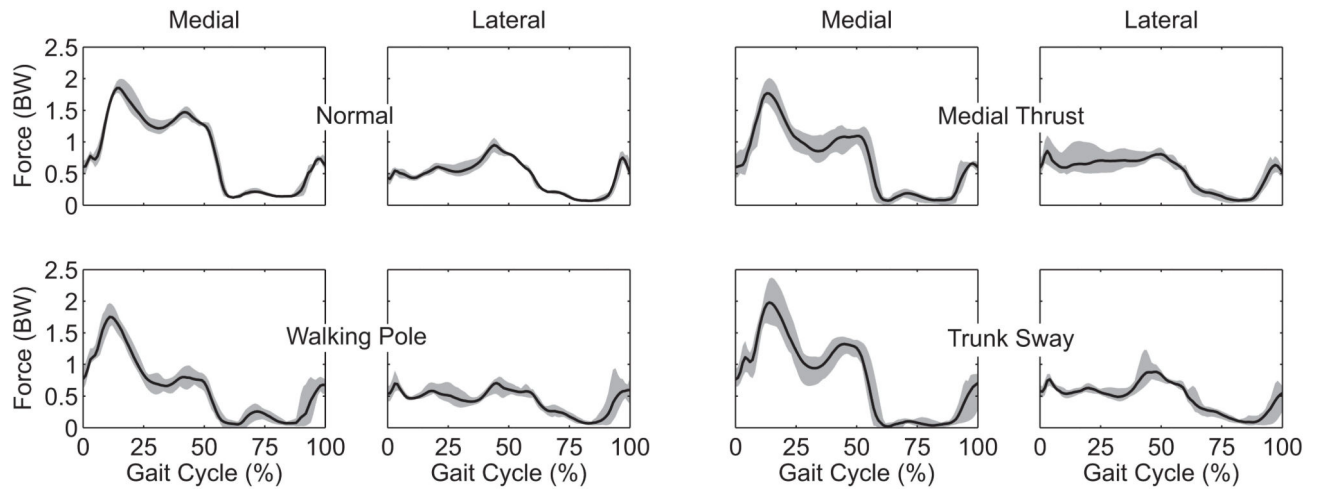 Medial Lateral Medial Lateral
2.5
2
Force (BW)
1.5
Normal Medial Thrust
1
0.5
0
2.5
2
Force (BW)
1.5
Walking Pole Trunk Sway
1
0.5
0
0 25 50 75 100 0 25 50 75 100 0 25 50 75 100 0 25 50 75 100
Gait Cycle (%) Gait Cycle (%) Gait Cycle (%) Gait Cycle (%)